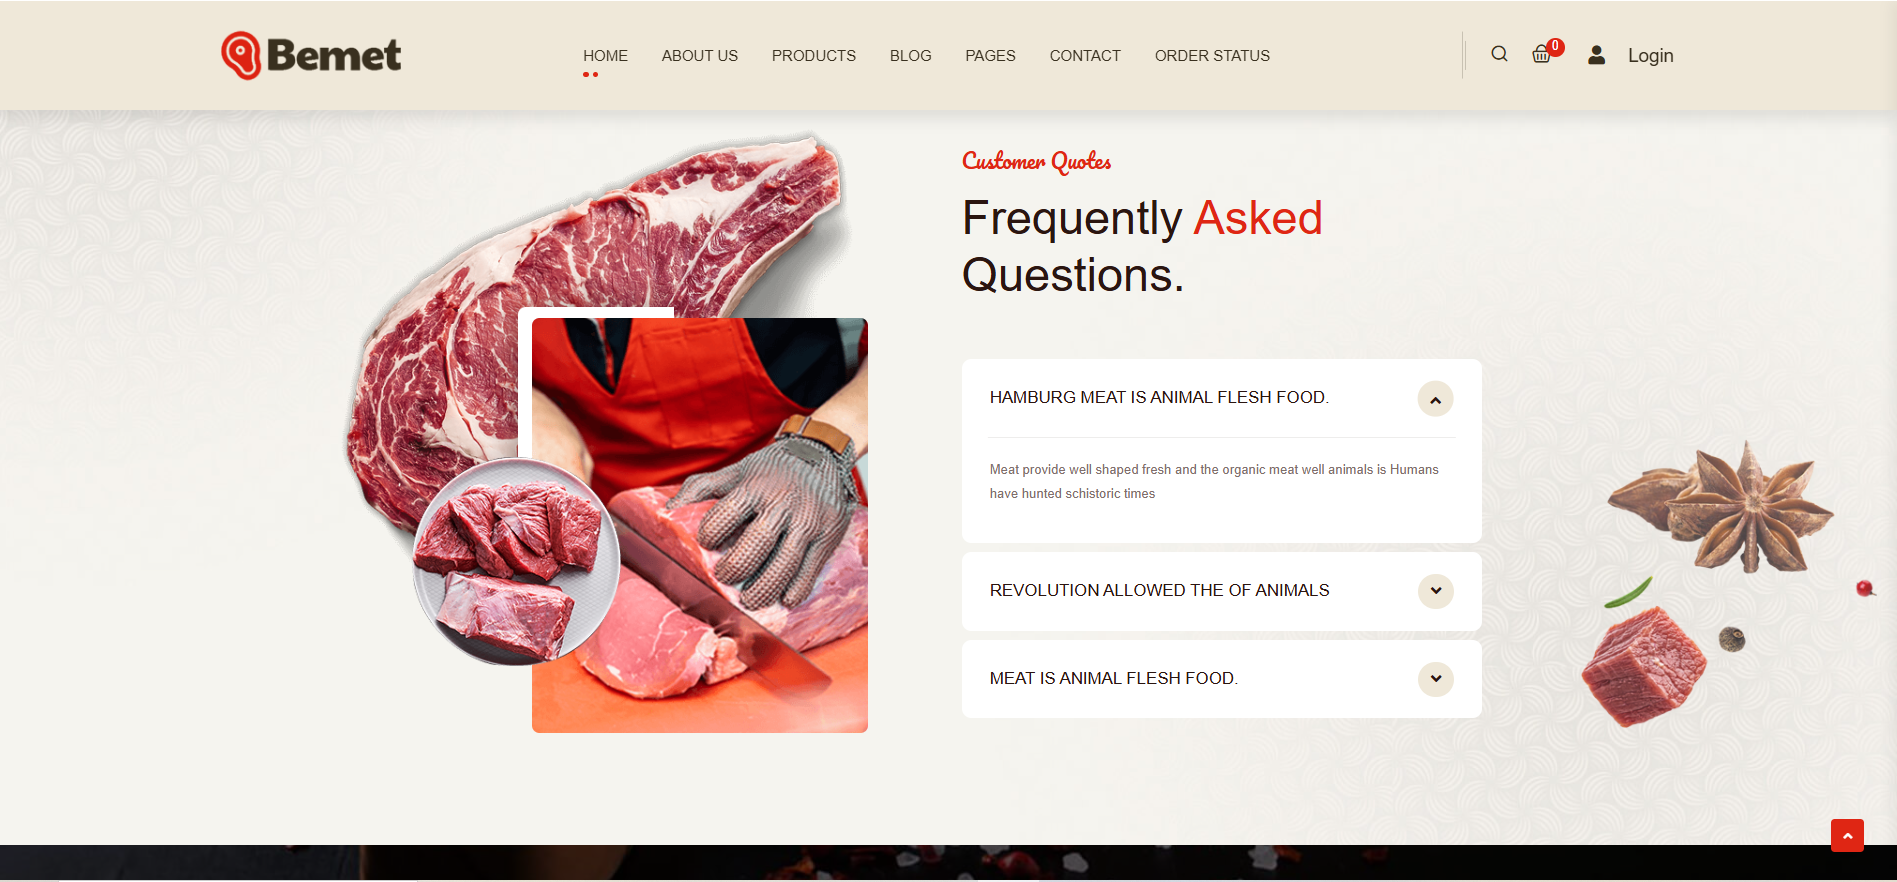 Bemet
HOME ABOUT US PRODUCTS BLOG PAGES CONTACT ORDER STATUS
0
Login
Customer Quotes
Frequently Asked
Questions.
HAMBURG MEAT IS ANIMAL FLESH FOOD.
Meat provide well shaped fresh and the organic meat well animals is Humans
have hunted schistoric times
REVOLUTION ALLOWED THE OF ANIMALS
MEAT IS ANIMAL FLESH FOOD.